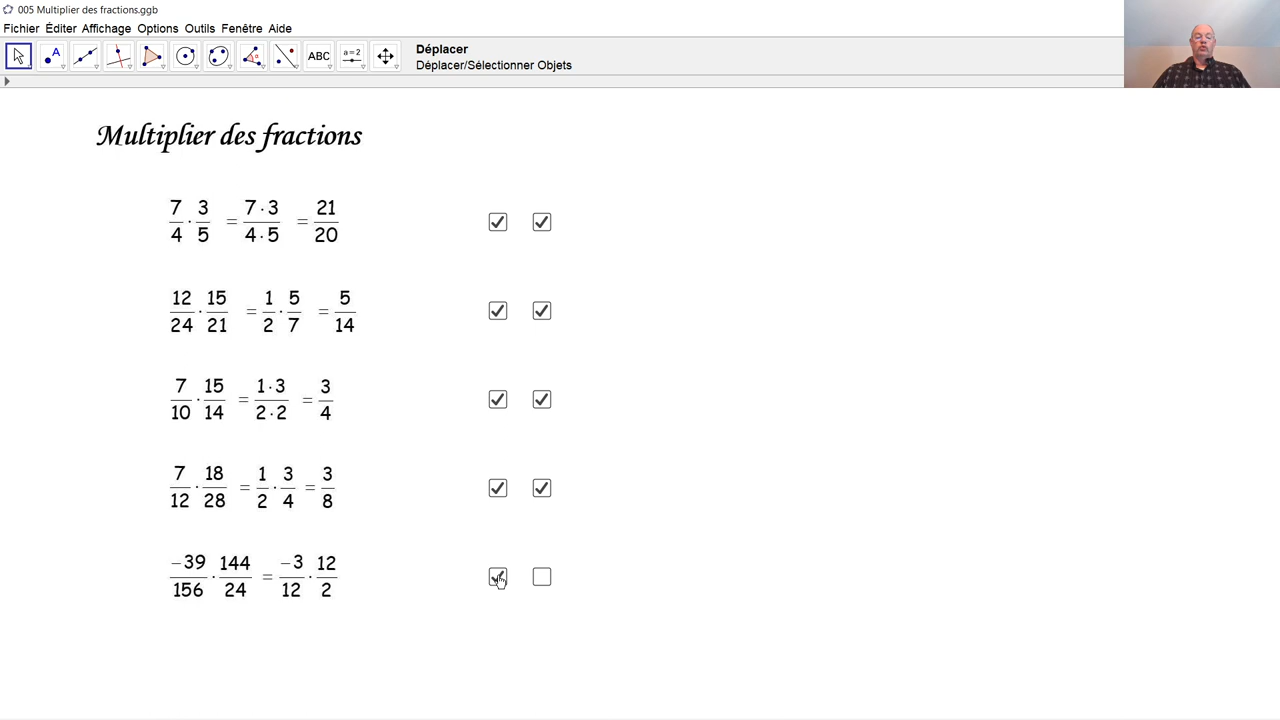 005 Multiplier des fractions.ggb
Fichier Éditer Affichage Options Outils Fenêtre Aide
A ABC a=2 Déplacer
Déplacer/Sélectionner Objets
Multiplier des fractions
7/4 · 3/5 = (7·3)/(4·5) = 21/20
12/24 · 15/21 = 1/2 · 5/7 = 5/14
7/10 · 15/14 = (1·3)/(2·2) = 3/4
7/12 · 18/28 = 1/2 · 3/4 = 3/8
−39/156 · 144/24 = −3/12 · 12/2